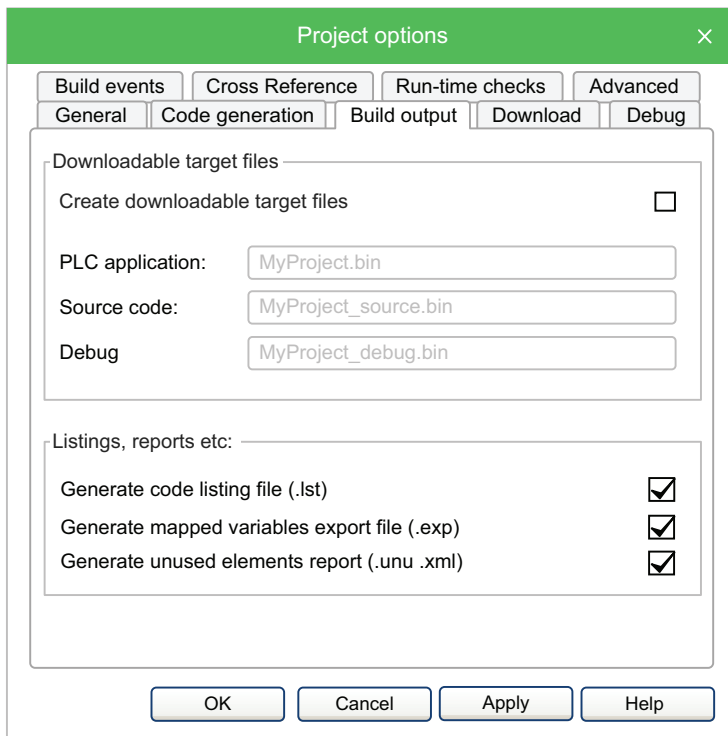 Project options
Build events Cross Reference Run-time checks Advanced
General Code generation Build output Download Debug
Downloadable target files
Create downloadable target files
PLC application: MyProject.bin
Source code: MyProject_source.bin
Debug MyProject_debug.bin
Listings, reports etc:
Generate code listing file (.lst)
Generate mapped variables export file (.exp)
Generate unused elements report (.unu .xml)
OK Cancel Apply Help